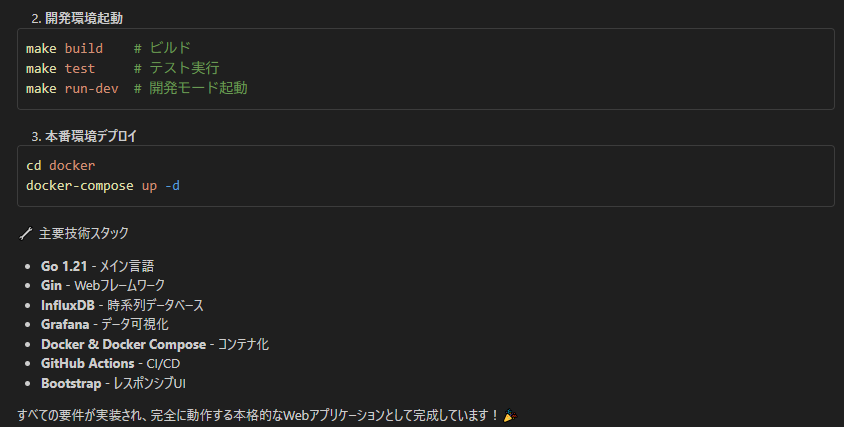 2. 開発環境起動
make build # ビルド
make test # テスト実行
make run-dev # 開発モード起動
3. 本番環境デプロイ
cd docker
docker-compose up -d
🔧 主要技術スタック
• Go 1.21 - メイン言語
• Gin - Webフレームワーク
• InfluxDB - 時系列データベース
• Grafana - データ可視化
• Docker & Docker Compose - コンテナ化
• GitHub Actions - CI/CD
• Bootstrap - レスポンシブUI
すべての要件が実装され、完全に動作する本格的なWebアプリケーションとして完成しています！🎉